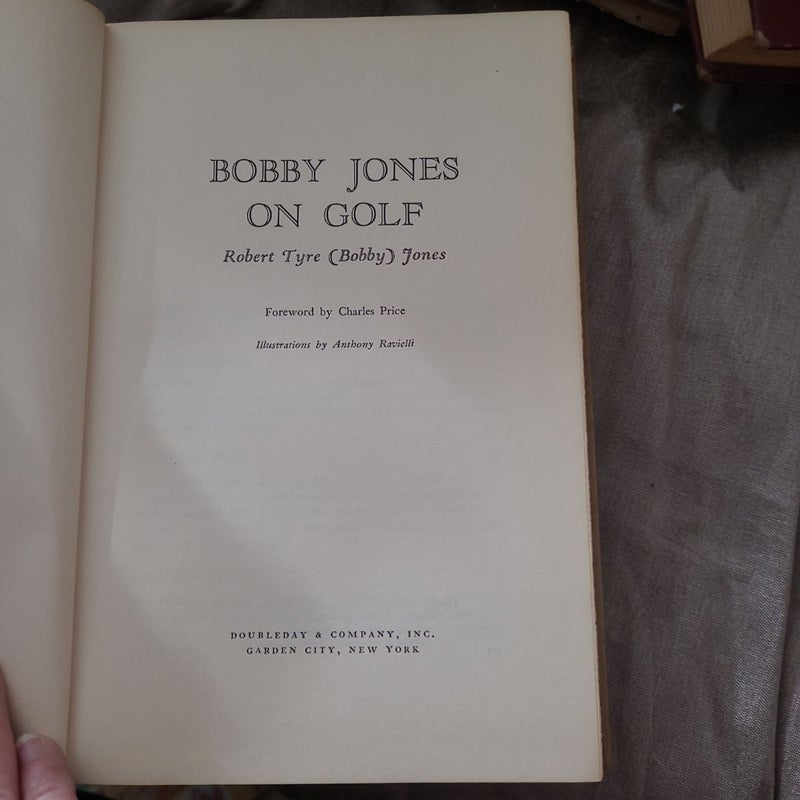 BOBBY JONES
ON GOLF
Robert Tyre (Bobby) Jones
Foreword by Charles Price
Illustrations by Anthony Ravielli
DOUBLEDAY & COMPANY, INC.
GARDEN CITY, NEW YORK